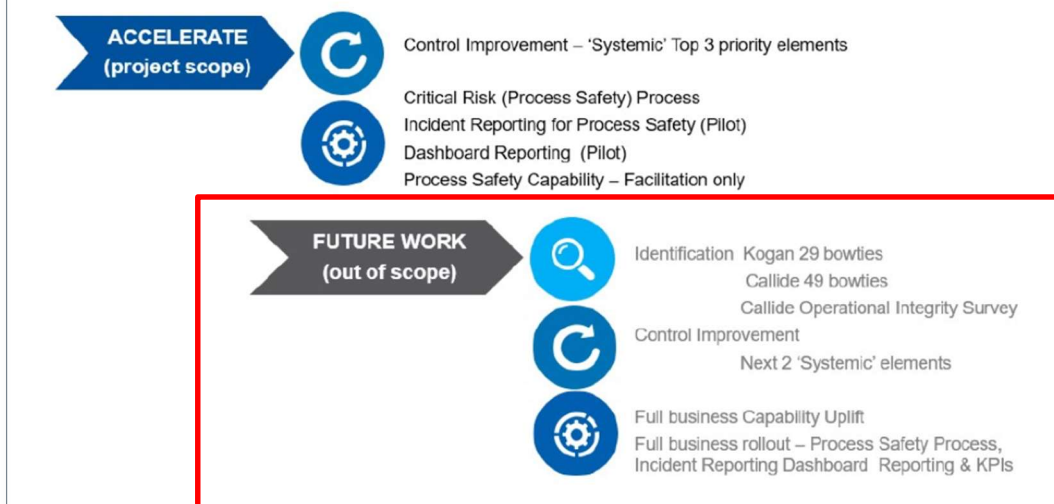 ACCELERATE
(project scope)
Control Improvement – ‘Systemic’ Top 3 priority elements
Critical Risk (Process Safety) Process
Incident Reporting for Process Safety (Pilot)
Dashboard Reporting (Pilot)
Process Safety Capability – Facilitation only
FUTURE WORK
(out of scope)
Identification Kogan 29 bowties
Callide 49 bowties
Callide Operational Integrity Survey
Control Improvement
Next 2 ‘Systemic’ elements
Full business Capability Uplift
Full business rollout – Process Safety Process,
Incident Reporting Dashboard Reporting & KPIs